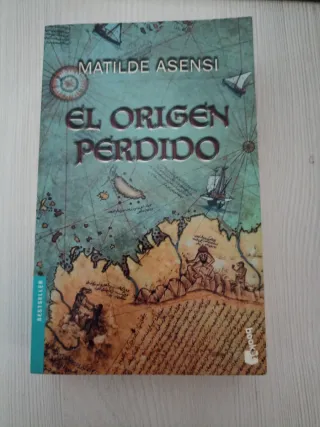 MATILDE ASENSI
EL ORIGEN
PERDIDO
BESTSELLER
Booket